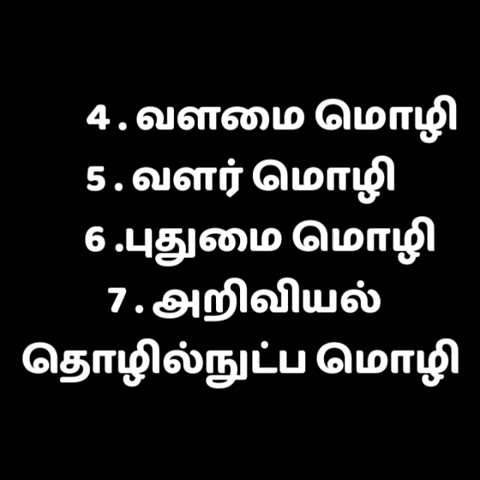 4 . வளமை மொழி
5 . வளர் மொழி
6 .புதுமை மொழி
7 . அறிவியல்
தொழில்நுட்ப மொழி